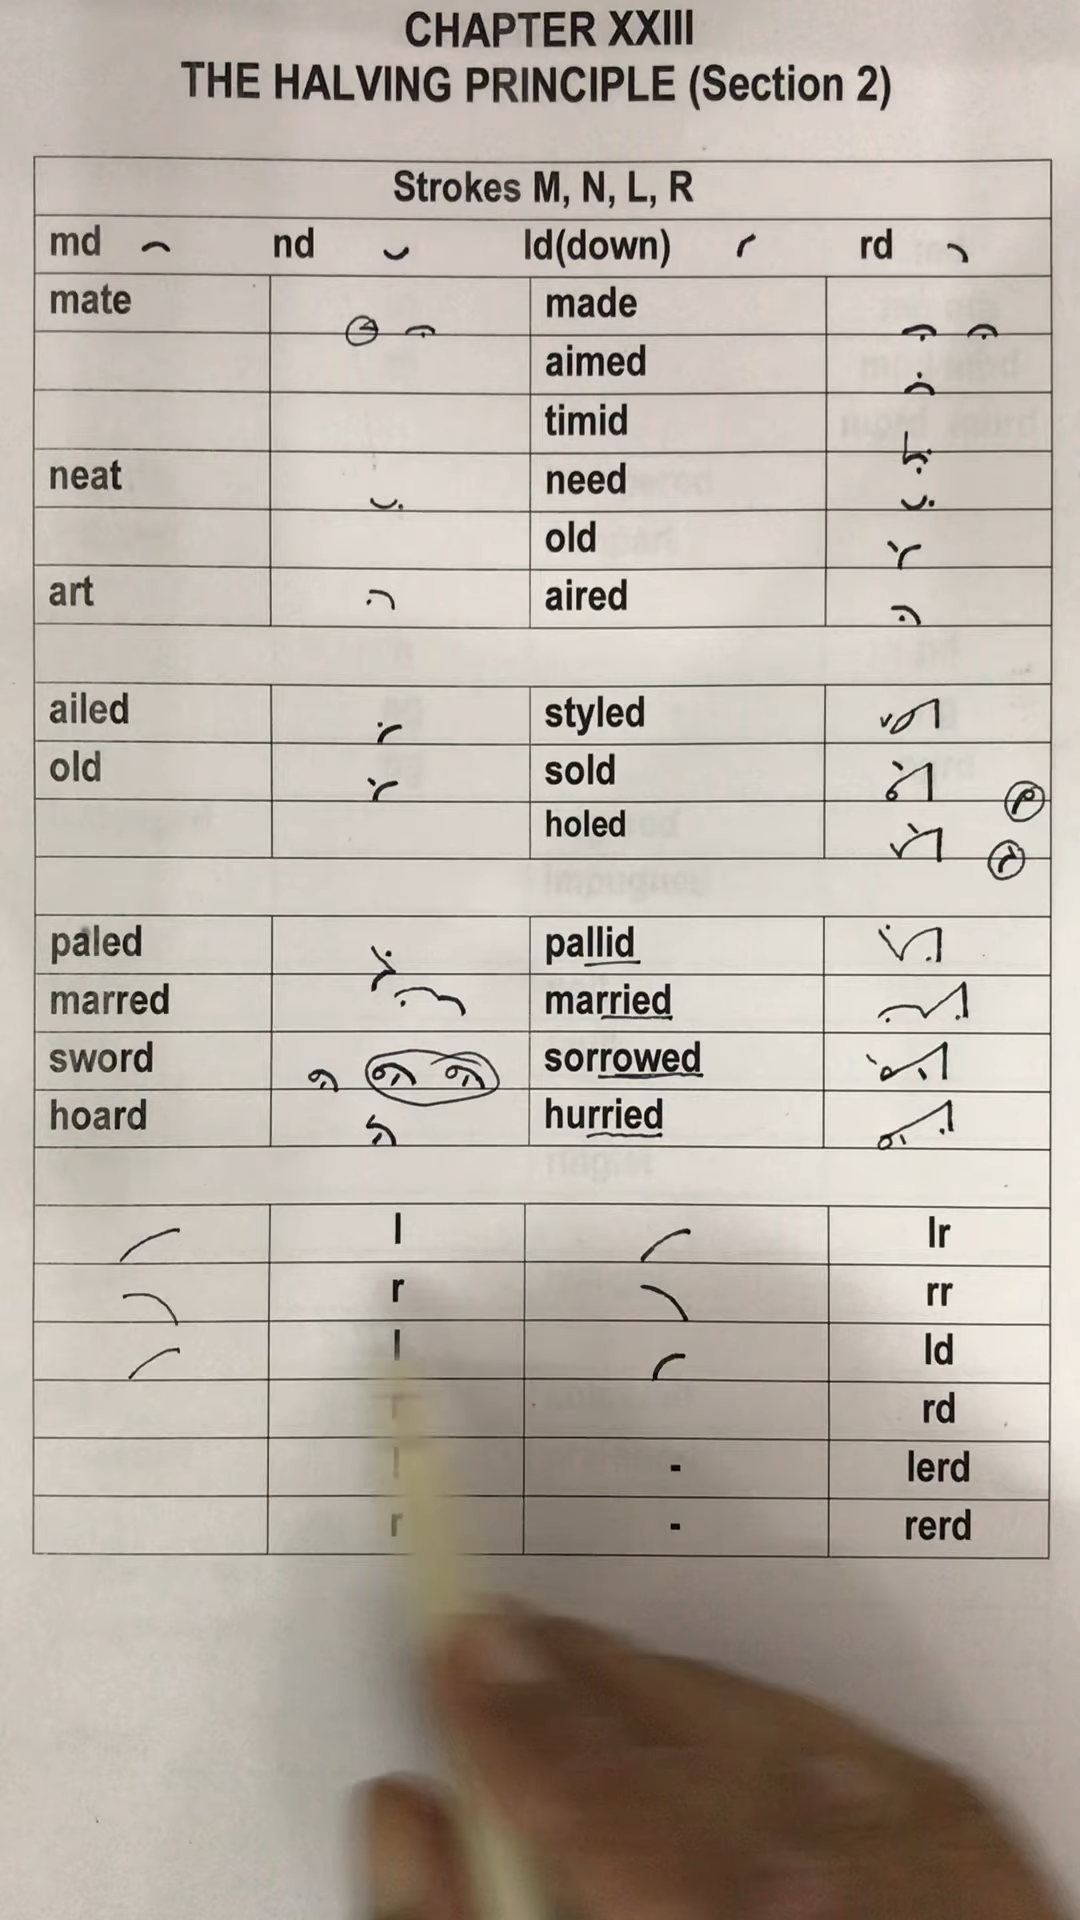 CHAPTER XXIII
THE HALVING PRINCIPLE (Section 2)
Strokes M, N, L, R
md nd ld(down) rd
mate made
aimed
timid
neat need
old
art aired
ailed styled
old sold
holed
paled pallid
marred married
sword sorrowed
hoard hurried
l lr
r rr
l ld
r rd
l - lerd
r - rerd